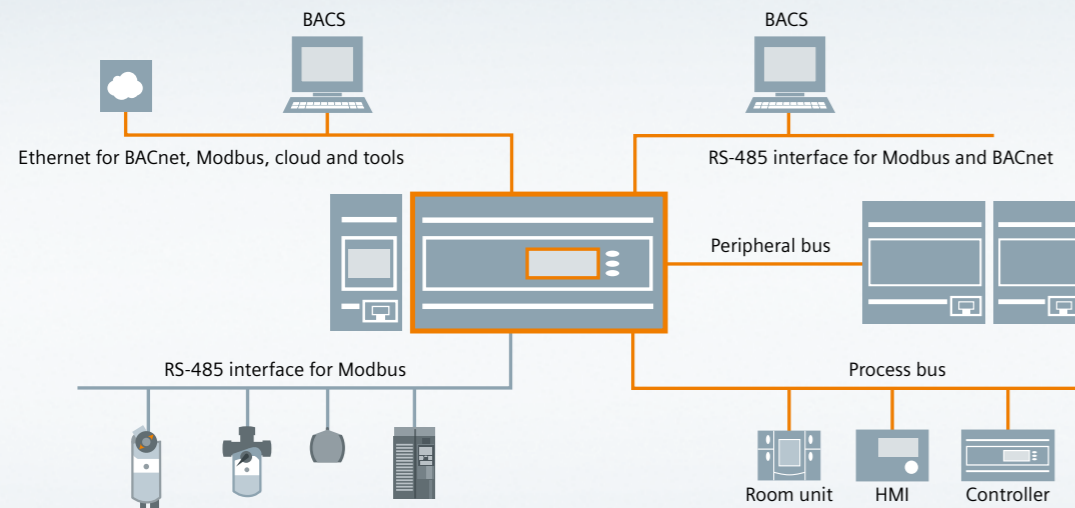 BACS
BACS
Ethernet for BACnet, Modbus, cloud and tools
RS-485 interface for Modbus and BACnet
Peripheral bus
RS-485 interface for Modbus
Process bus
Room unit
HMI
Controller